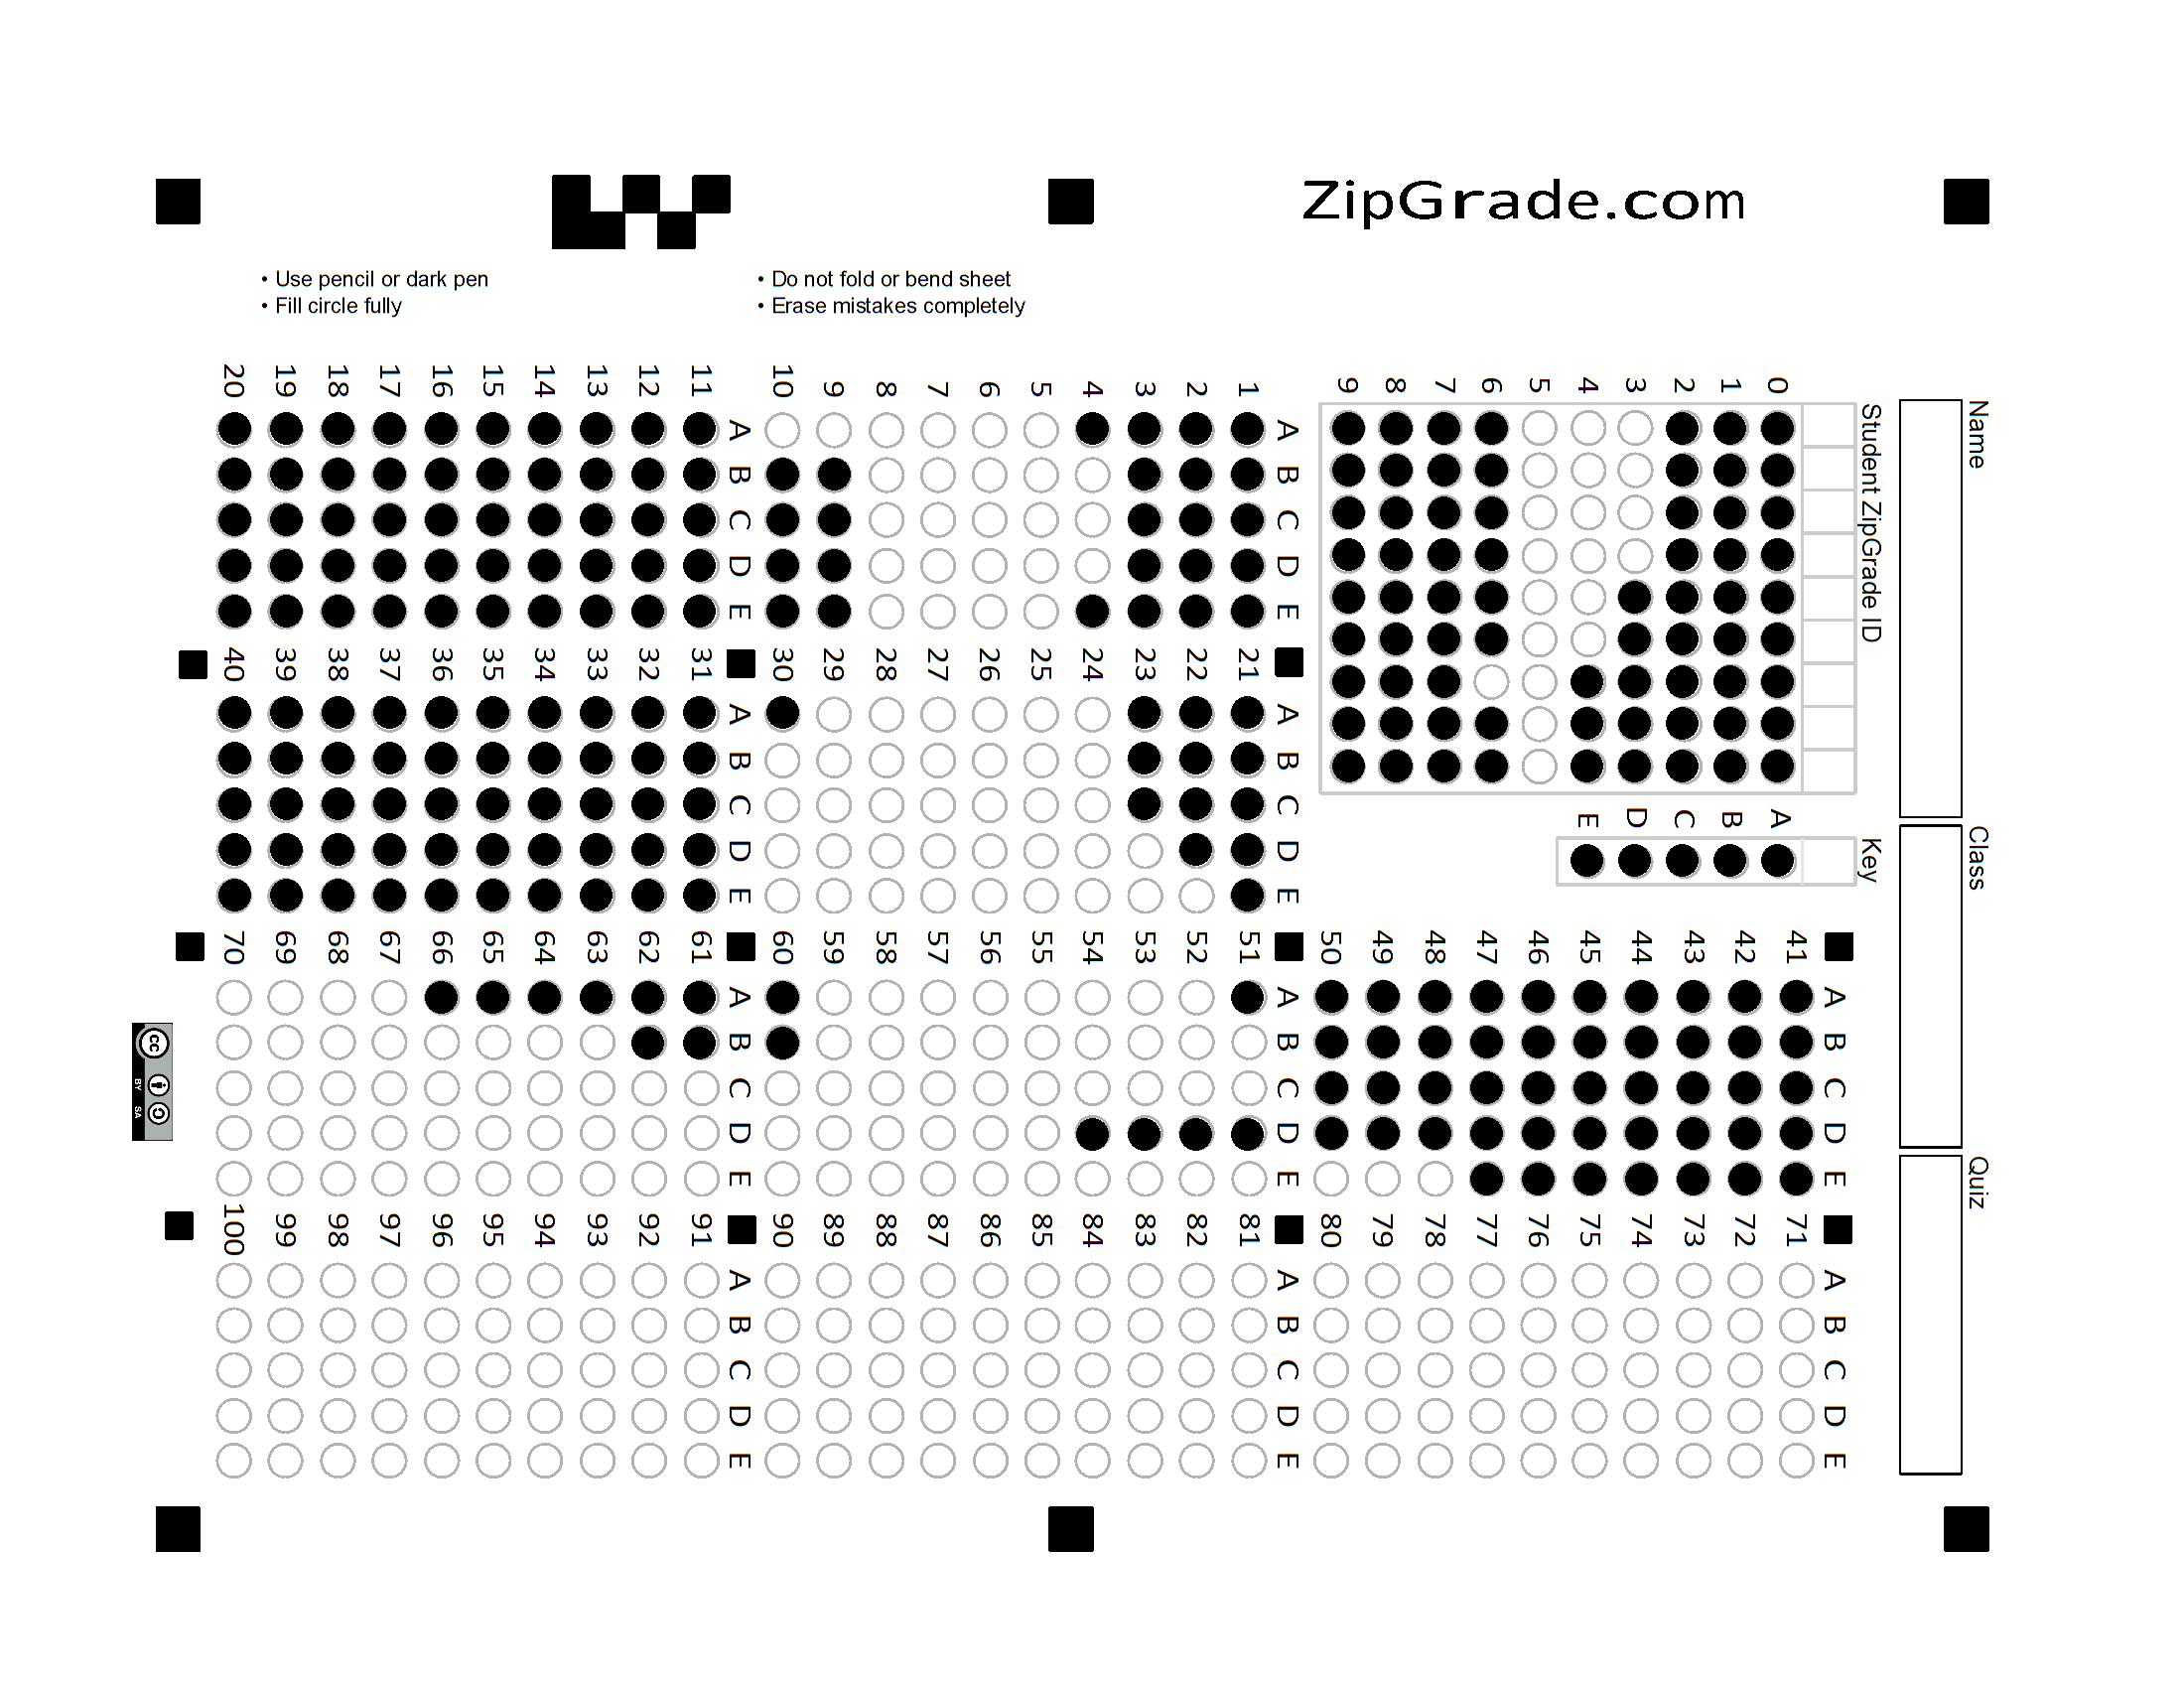 ZipGrade.com
• Use pencil or dark pen
• Fill circle fully
• Do not fold or bend sheet
• Erase mistakes completely
Name
Class
Quiz
Student ZipGrade ID
0 1 2 3 4 5 6 7 8 9
Key
A B C D E
A B C D E
1 2 3 4 5 6 7 8 9 10
A B C D E
11 12 13 14 15 16 17 18 19 20
A B C D E
21 22 23 24 25 26 27 28 29 30
A B C D E
31 32 33 34 35 36 37 38 39 40
A B C D E
41 42 43 44 45 46 47 48 49 50
A B C D E
51 52 53 54 55 56 57 58 59 60
A B C D E
61 62 63 64 65 66 67 68 69 70
A B C D E
71 72 73 74 75 76 77 78 79 80
A B C D E
81 82 83 84 85 86 87 88 89 90
A B C D E
91 92 93 94 95 96 97 98 99 100
A B C D E
cc
BY SA